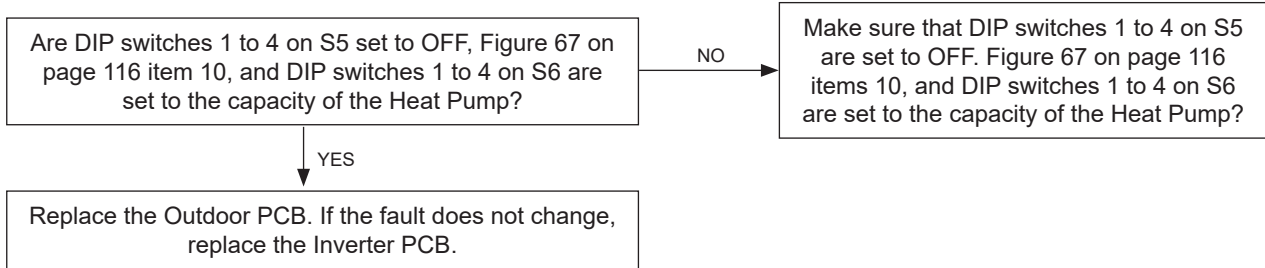 Are DIP switches 1 to 4 on S5 set to OFF, Figure 67 on
page 116 item 10, and DIP switches 1 to 4 on S6 are
set to the capacity of the Heat Pump?
NO
Make sure that DIP switches 1 to 4 on S5
are set to OFF. Figure 67 on page 116
items 10, and DIP switches 1 to 4 on S6
are set to the capacity of the Heat Pump?
YES
Replace the Outdoor PCB. If the fault does not change,
replace the Inverter PCB.